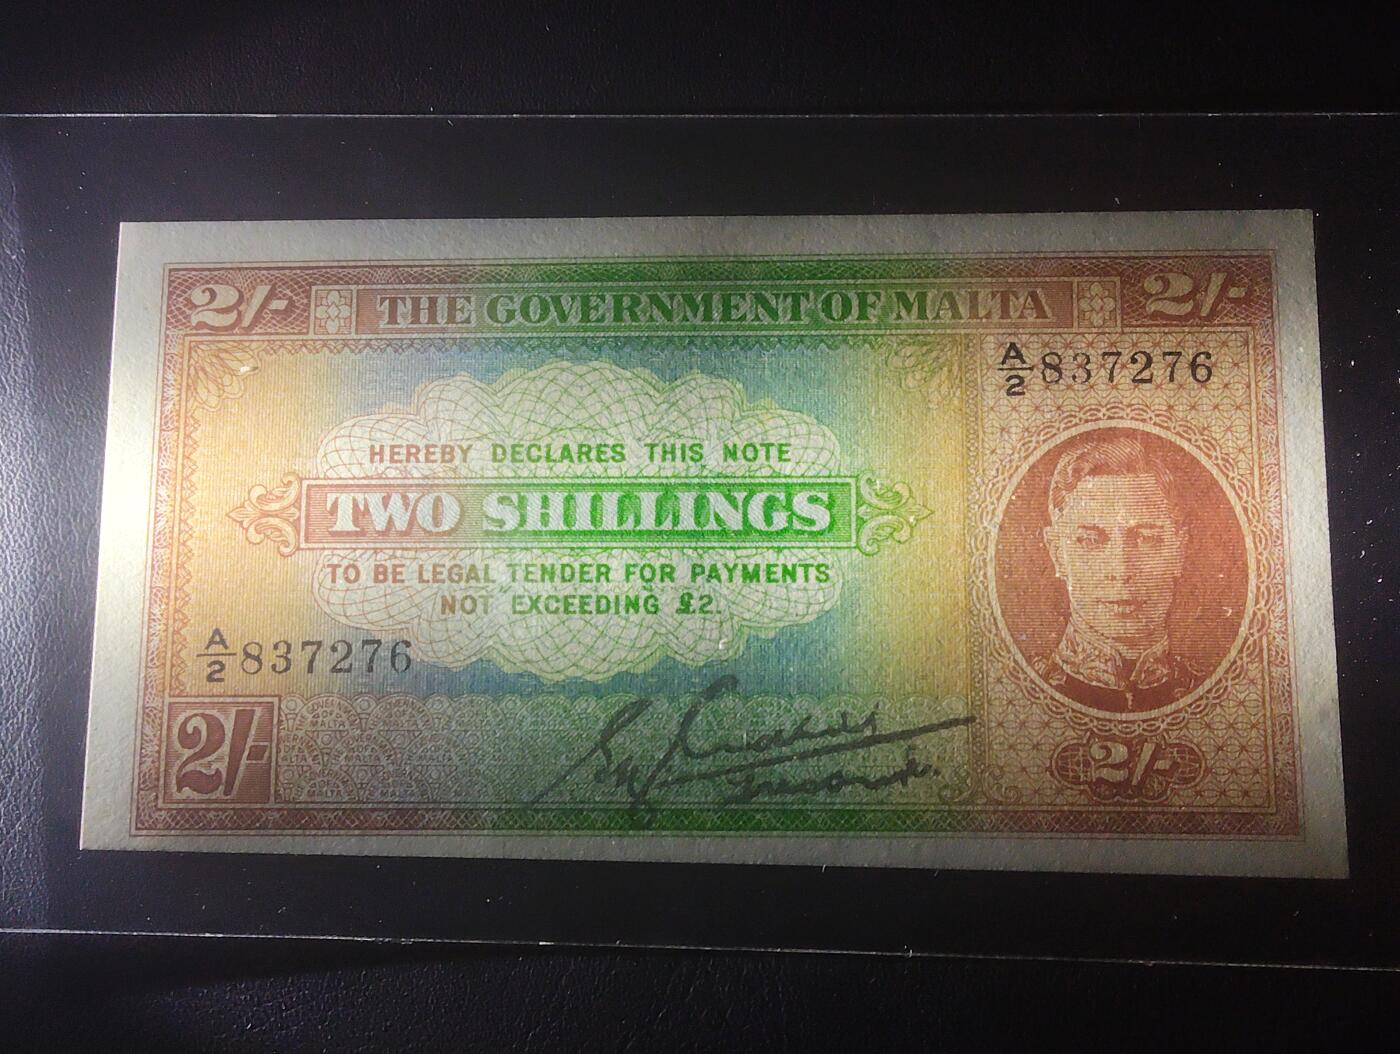 2/- THE GOVERNMENT OF MALTA 2/-
A/2 837276
HEREBY DECLARES THIS NOTE
TWO SHILLINGS
TO BE LEGAL TENDER FOR PAYMENTS
NOT EXCEEDING £2.
A/2 837276
2/-
2/-